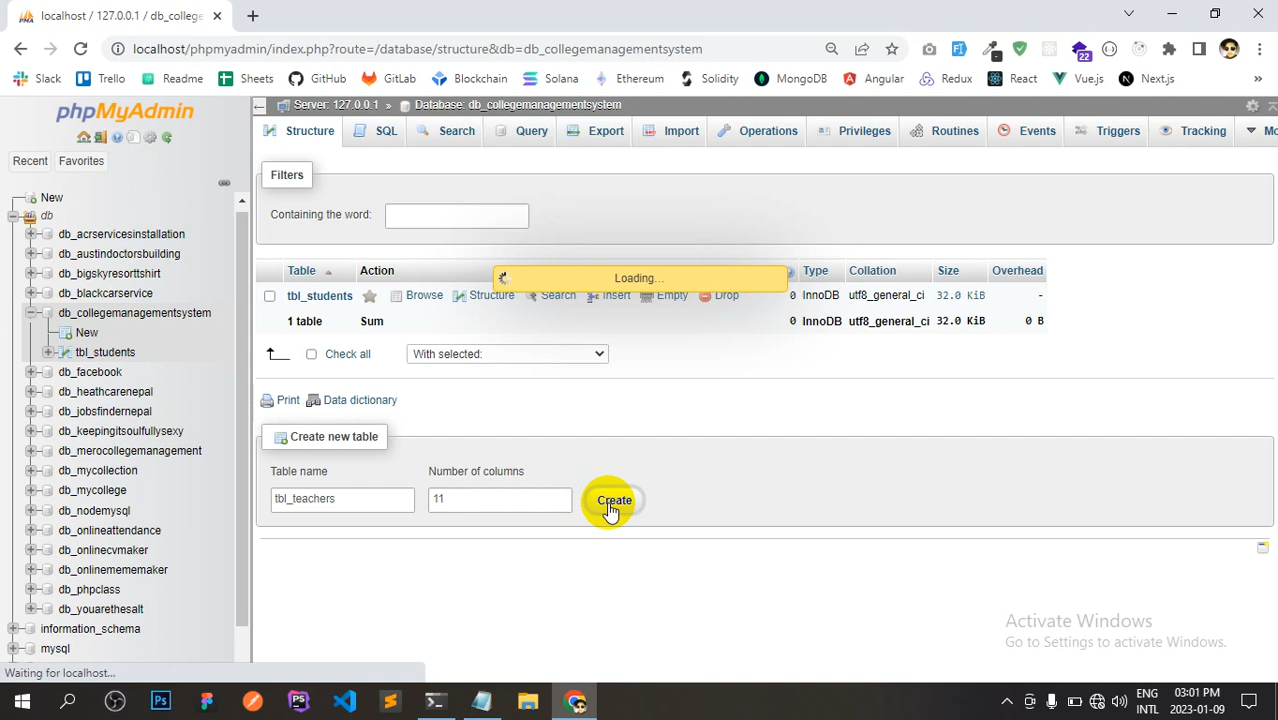 localhost / 127.0.0.1 / db_colleg
localhost/phpmyadmin/index.php?route=/database/structure&db=db_collegemanagementsystem
22
Slack Trello Readme Sheets GitHub GitLab Blockchain Solana Ethereum Solidity MongoDB Angular Redux React Vue.js Next.js
phpMyAdmin
Recent Favorites
New
db
db_acrservicesinstallation
db_austindoctorsbuilding
db_bigskyresorttshirt
db_blackcarservice
db_collegemanagementsystem
New
tbl_students
db_facebook
db_heathcarenepal
db_jobsfindernepal
db_keepingitsoulfullysexy
db_merocollegemanagement
db_mycollection
db_mycollege
db_nodemysql
db_onlineattendance
db_onlinecvmaker
db_onlinemememaker
db_phpclass
db_youarethesalt
information_schema
mysql
Waiting for localhost...
Server: 127.0.0.1 » Database: db_collegemanagementsystem
Structure SQL Search Query Export Import Operations Privileges Routines Events Triggers Tracking Mo
Filters
Containing the word:
Loading...
Table Action Type Collation Size Overhead
tbl_students Browse Structure Search Insert Empty Drop 0 InnoDB utf8_general_ci 32.0 KiB -
1 table Sum 0 InnoDB utf8_general_ci 32.0 KiB 0 B
Check all With selected:
Print Data dictionary
Create new table
Table name Number of columns
tbl_teachers 11 Create
Activate Windows
Go to Settings to activate Windows.
ENG 03:01 PM
INTL 2023-01-09